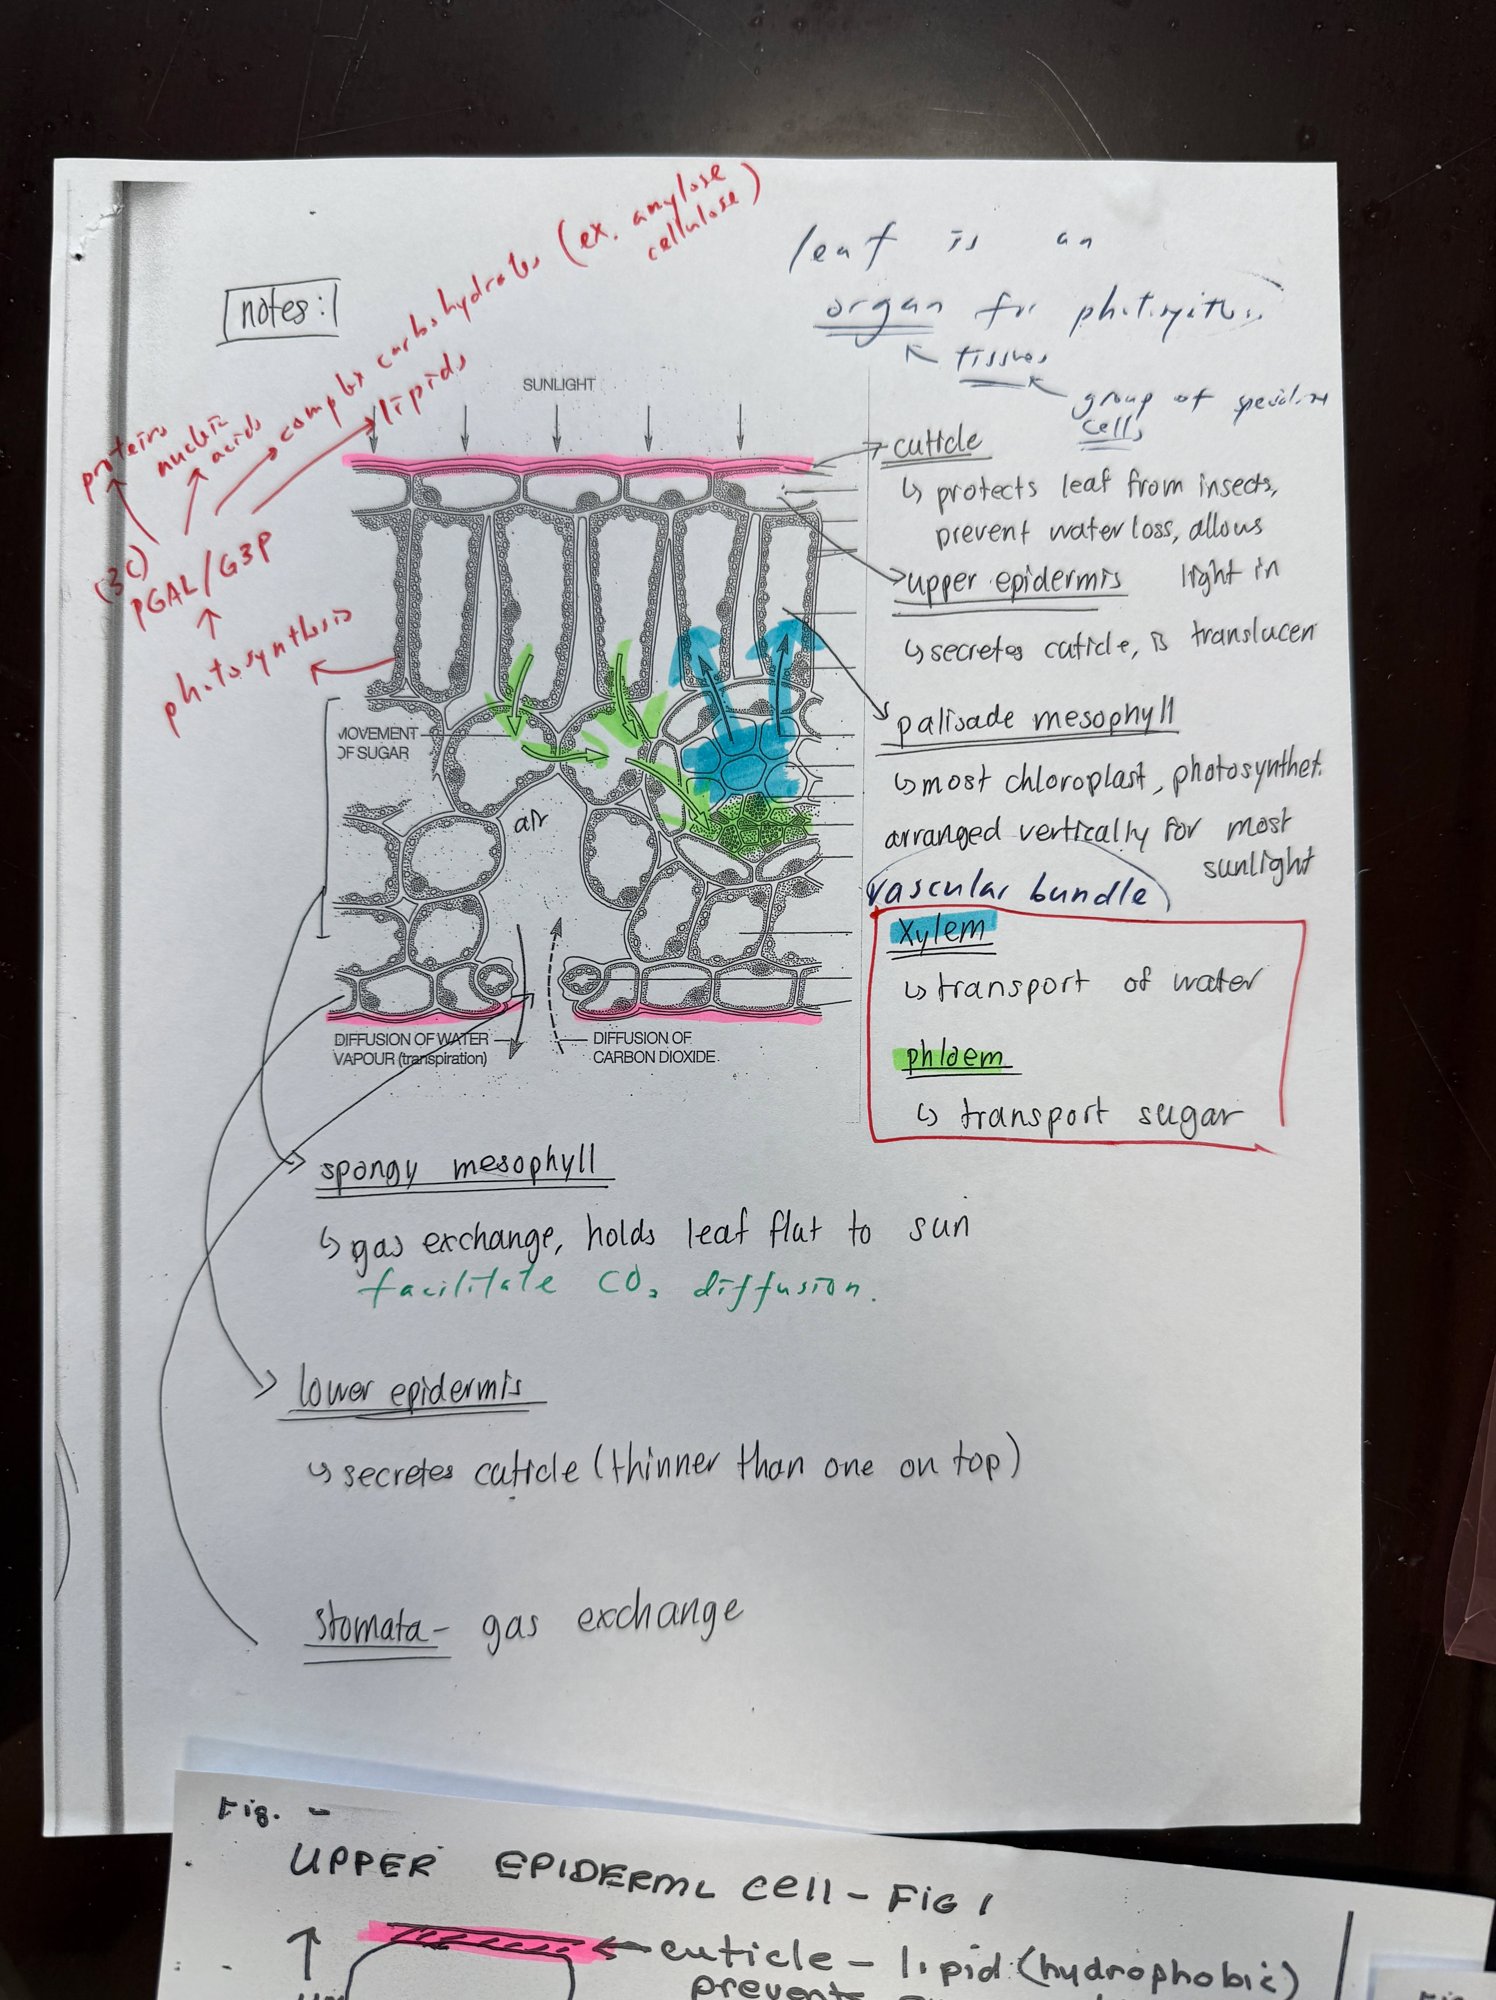 notes:
leaf is an
organ for photosynthesis
tissues
group of
cells
(ex. amylose
cellulose)
complex carbohydrates
lipids
proteins
nucleic
acids
(3C)
PGAL/G3P
photosynthesis
SUNLIGHT
cuticle
↳ protects leaf from insects,
prevent water loss, allows
light in
upper epidermis
↳ secretes cuticle, is translucen
palisade mesophyll
↳ most chloroplast, photosynthet.
arranged vertically for most
sunlight
MOVEMENT
OF SUGAR
air
vascular bundle
xylem
↳ transport of water
phloem
↳ transport sugar
DIFFUSION OF WATER
VAPOUR (transpiration)
DIFFUSION OF
CARBON DIOXIDE
spongy mesophyll
↳ gas exchange, holds leaf flat to sun
facilitate CO₂ diffusion.
lower epidermis
↳ secretes cuticle (thinner than one on top)
stomata - gas exchange
Fig. -
UPPER EPIDERML CELL - FIG 1
cuticle - lipid (hydrophobic)
prevents